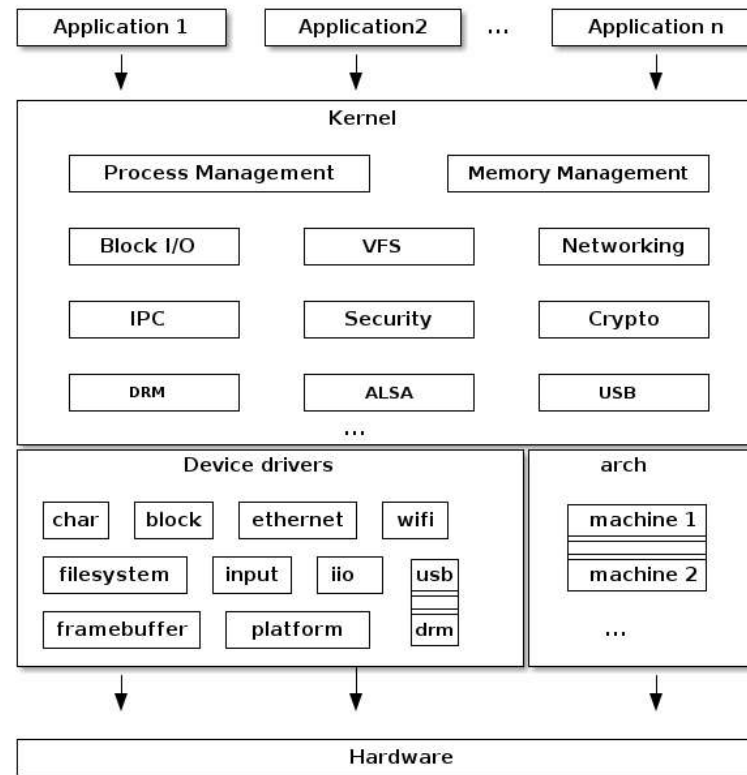 Application 1 Application2 ... Application n
Kernel
Process Management Memory Management
Block I/O VFS Networking
IPC Security Crypto
DRM ALSA USB
...
Device drivers arch
char block ethernet wifi machine 1
filesystem input iio usb machine 2
framebuffer platform drm ...
Hardware